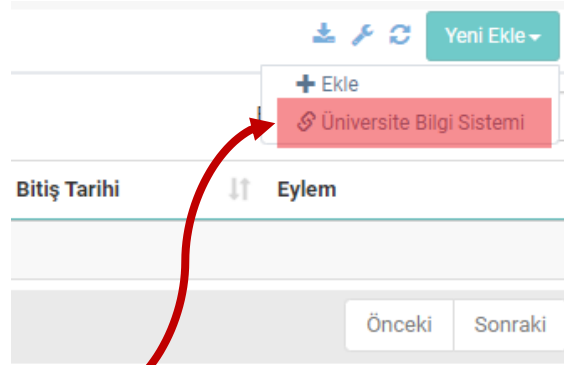 Yeni Ekle
Ekle
Üniversite Bilgi Sistemi
Bitiş Tarihi Eylem
Önceki Sonraki